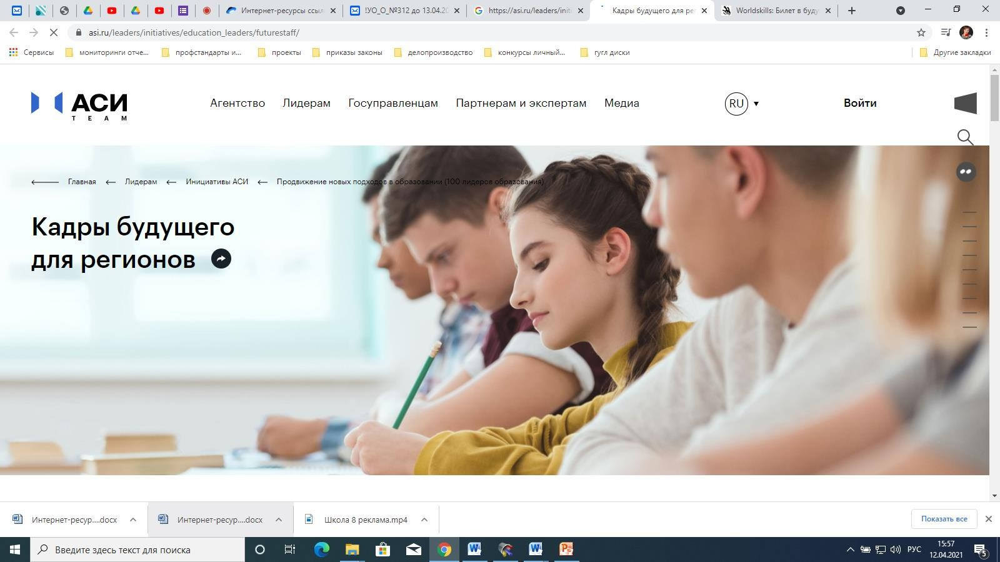 Интернет-ресурсы ссыл
!УО_О_№312 до 13.04.20
https://asi.ru/leaders/initi
Кадры будущего для рег
Worldskills: Билет в буду
asi.ru/leaders/initiatives/education_leaders/futurestaff/
Сервисы
мониторинги отче...
профстандарты и...
проекты
приказы законы
делопроизводство
конкурсы личный...
гугл диски
Другие закладки
АСИ
TEAM
Агентство
Лидерам
Госуправленцам
Партнерам и экспертам
Медиа
RU
Войти
Главная
Лидерам
Инициативы АСИ
Продвижение новых подходов в образовании (100 лидеров образования)
Кадры будущего
для регионов
Интернет-ресур....docx
Интернет-ресур....docx
Школа 8 реклама.mp4
Показать все
Введите здесь текст для поиска
РУС
15:57
12.04.2021
5